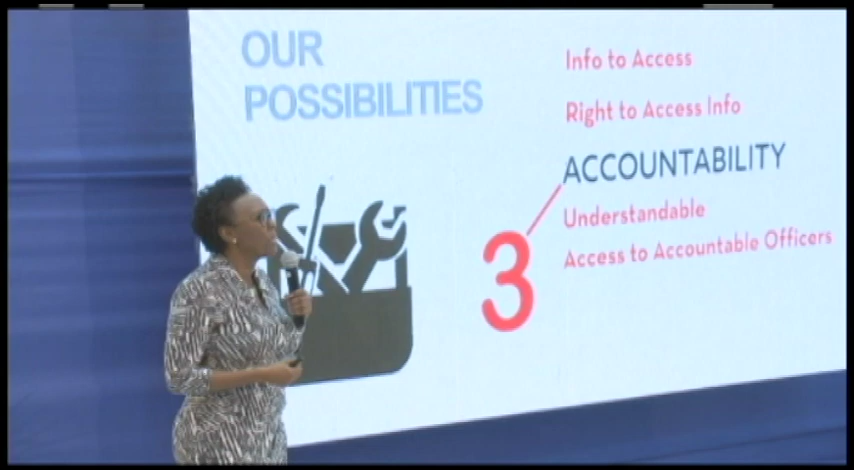 OUR
POSSIBILITIES
Info to Access
Right to Access Info
ACCOUNTABILITY
Understandable
3
Access to Accountable Officers